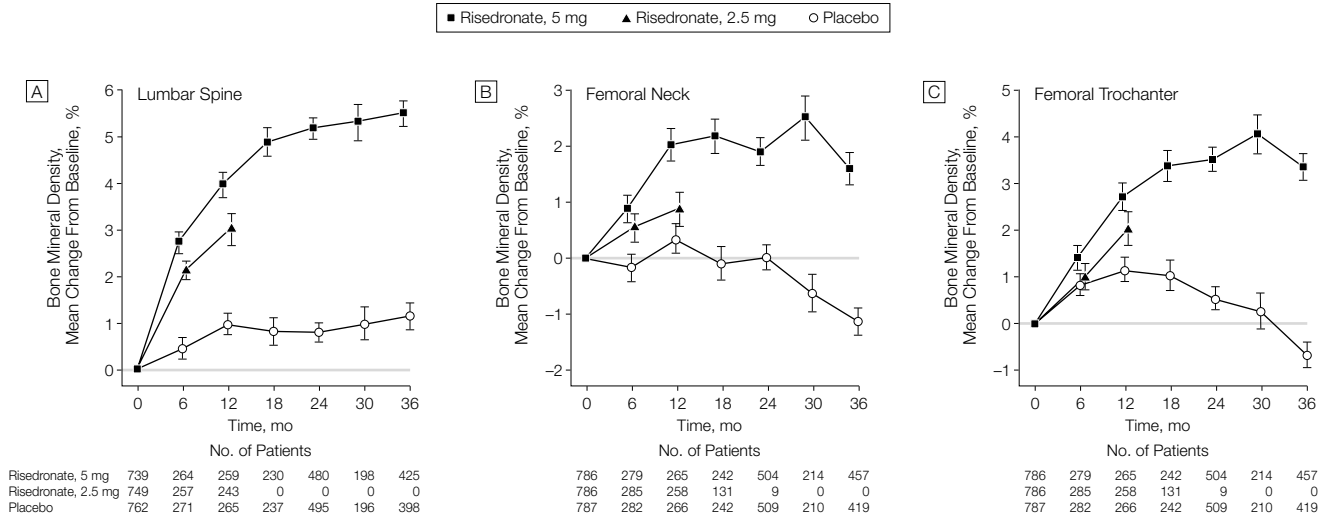 Risedronate, 5 mg Risedronate, 2.5 mg Placebo
A
Lumbar Spine
Bone Mineral Density,
Mean Change From Baseline, %
6
5
4
3
2
1
0
0 6 12 18 24 30 36
Time, mo
B
Femoral Neck
Bone Mineral Density,
Mean Change From Baseline, %
3
2
1
0
–1
–2
0 6 12 18 24 30 36
Time, mo
C
Femoral Trochanter
Bone Mineral Density,
Mean Change From Baseline, %
5
4
3
2
1
0
–1
0 6 12 18 24 30 36
Time, mo
No. of Patients
Risedronate, 5 mg 739 264 259 230 480 198 425
Risedronate, 2.5 mg 749 257 243 0 0 0 0
Placebo 762 271 265 237 495 196 398
No. of Patients
786 279 265 242 504 214 457
786 285 258 131 9 0 0
787 282 266 242 509 210 419
No. of Patients
786 279 265 242 504 214 457
786 285 258 131 9 0 0
787 282 266 242 509 210 419